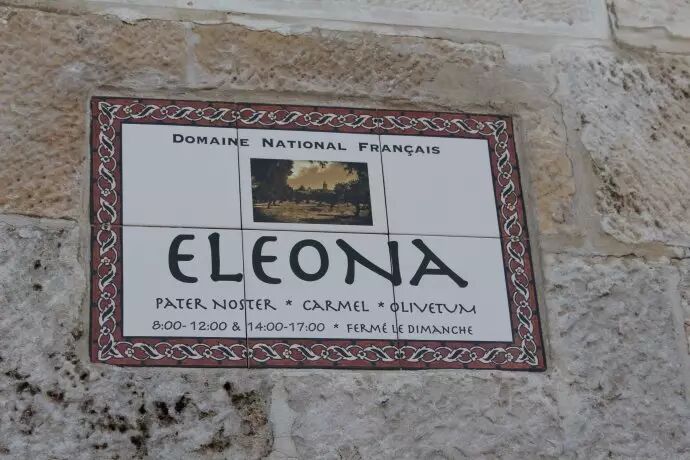 Domaine National Français
ELEONA
PATER NOSTER * CARMEL * OLIVETUM
8:00-12:00 & 14:00-17:00 * FERMÉ LE DIMANCHE